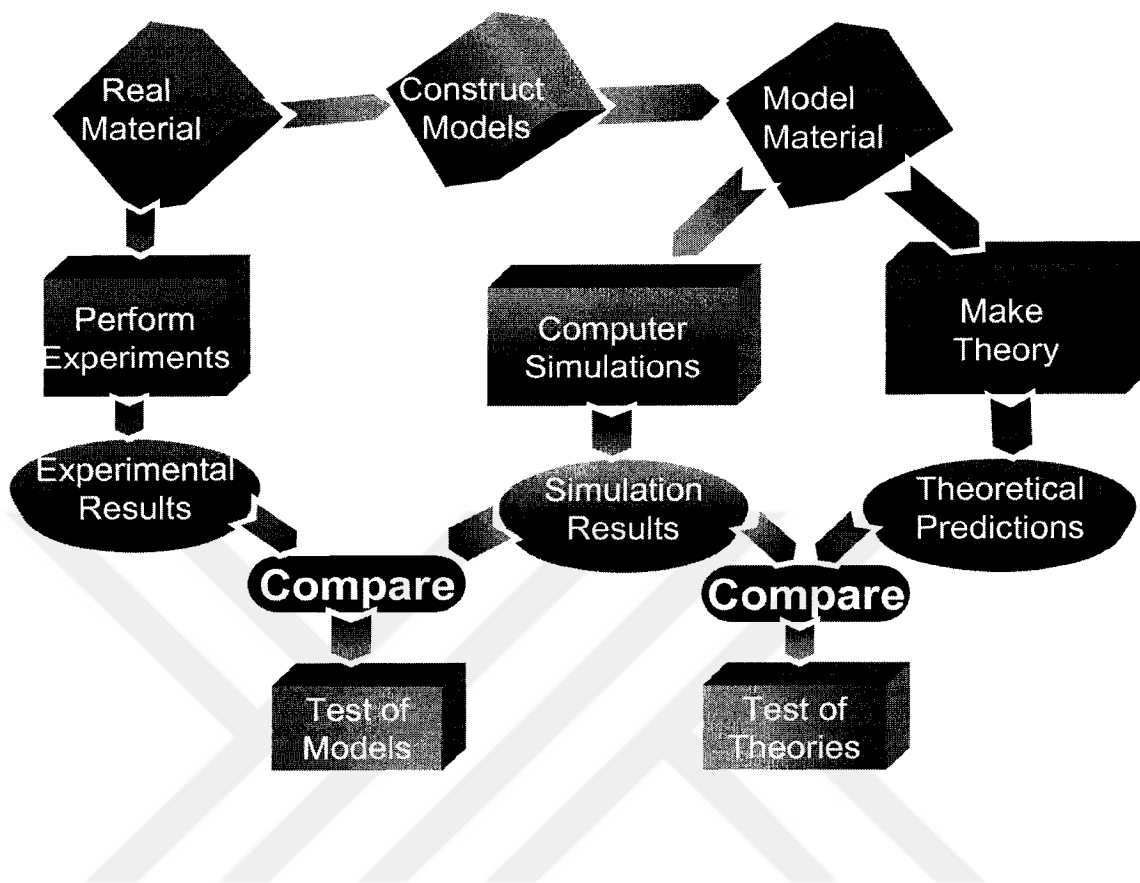 Real
Material
Construct
Models
Model
Material
Perform
Experiments
Computer
Simulations
Make
Theory
Experimental
Results
Simulation
Results
Theoretical
Predictions
Compare
Compare
Test of
Models
Test of
Theories